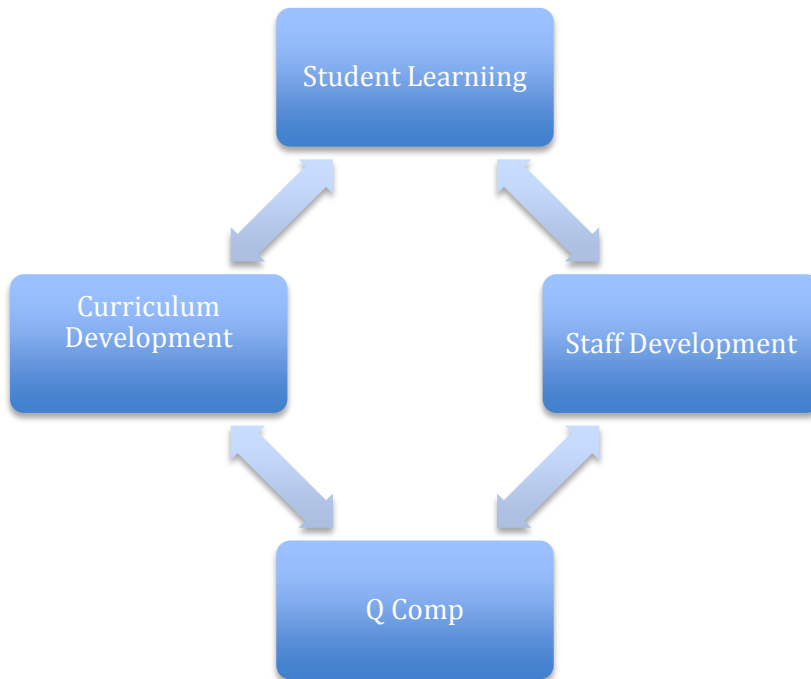 Student Learniing
Curriculum
Development
Staff Development
Q Comp